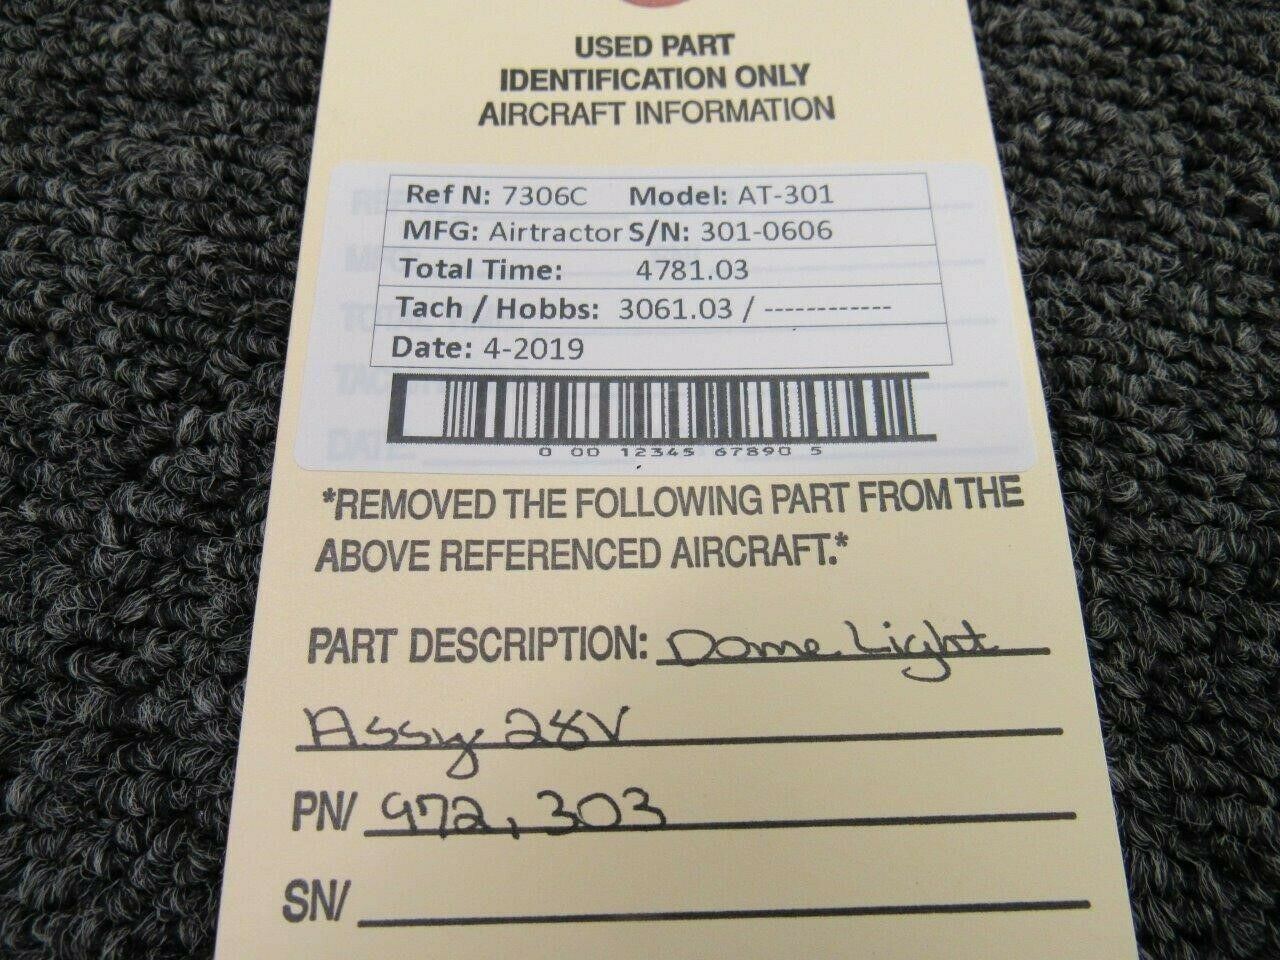 USED PART
IDENTIFICATION ONLY
AIRCRAFT INFORMATION
Ref N: 7306C Model: AT-301
MFG: Airtractor S/N: 301-0606
Total Time: 4781.03
Tach / Hobbs: 3061.03 / ------------
Date: 4-2019
0 00 12345 67890 5
*REMOVED THE FOLLOWING PART FROM THE
ABOVE REFERENCED AIRCRAFT.*
PART DESCRIPTION: Dome Light
Assy 28V
PN/ 972,303
SN/